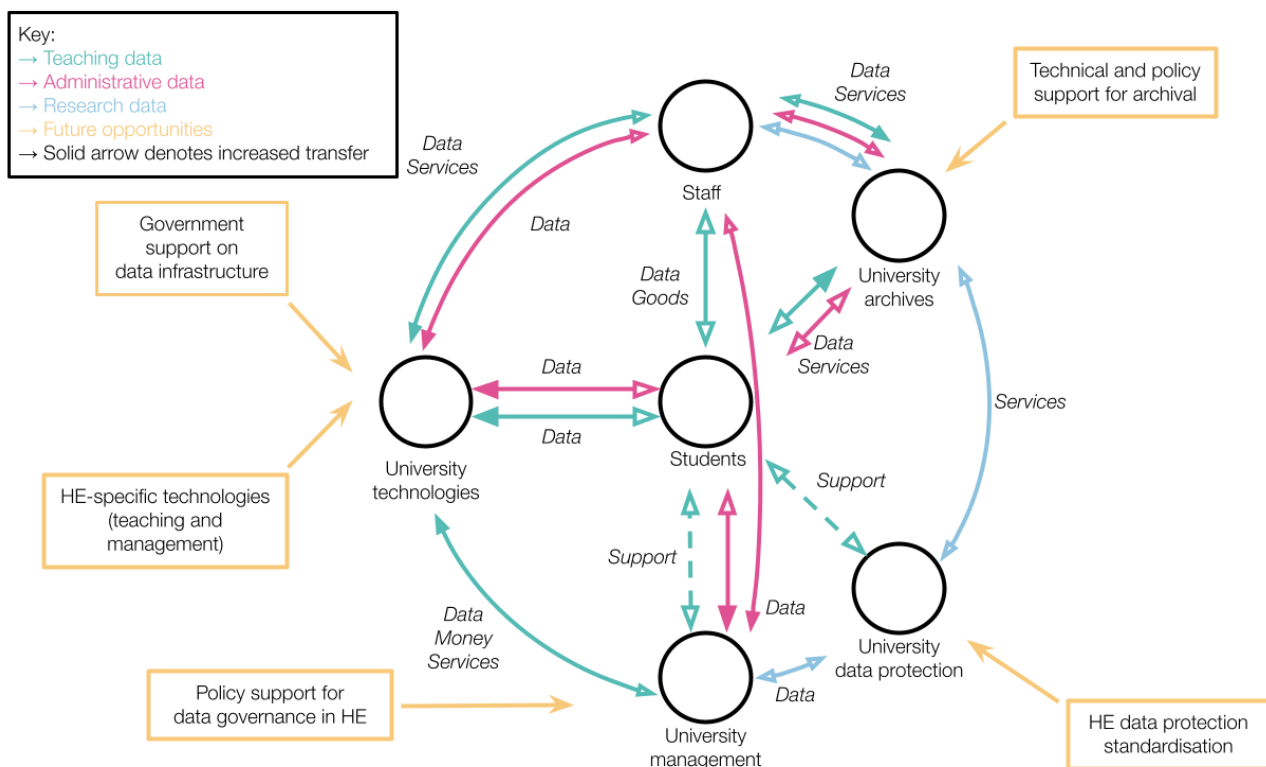 Key:
→ Teaching data
→ Administrative data
→ Research data
→ Future opportunities
→ Solid arrow denotes increased transfer
Data
Services
Technical and policy
support for archival
Data
Services
Staff
Government
support on
data infrastructure
Data
Data
Goods
University
archives
Data
Services
Data
Services
Data
Students
University
technologies
HE-specific technologies
(teaching and
management)
Support
Support
Data
Money
Services
Data
University
data protection
Policy support for
data governance in HE
Data
HE data protection
standardisation
University
management